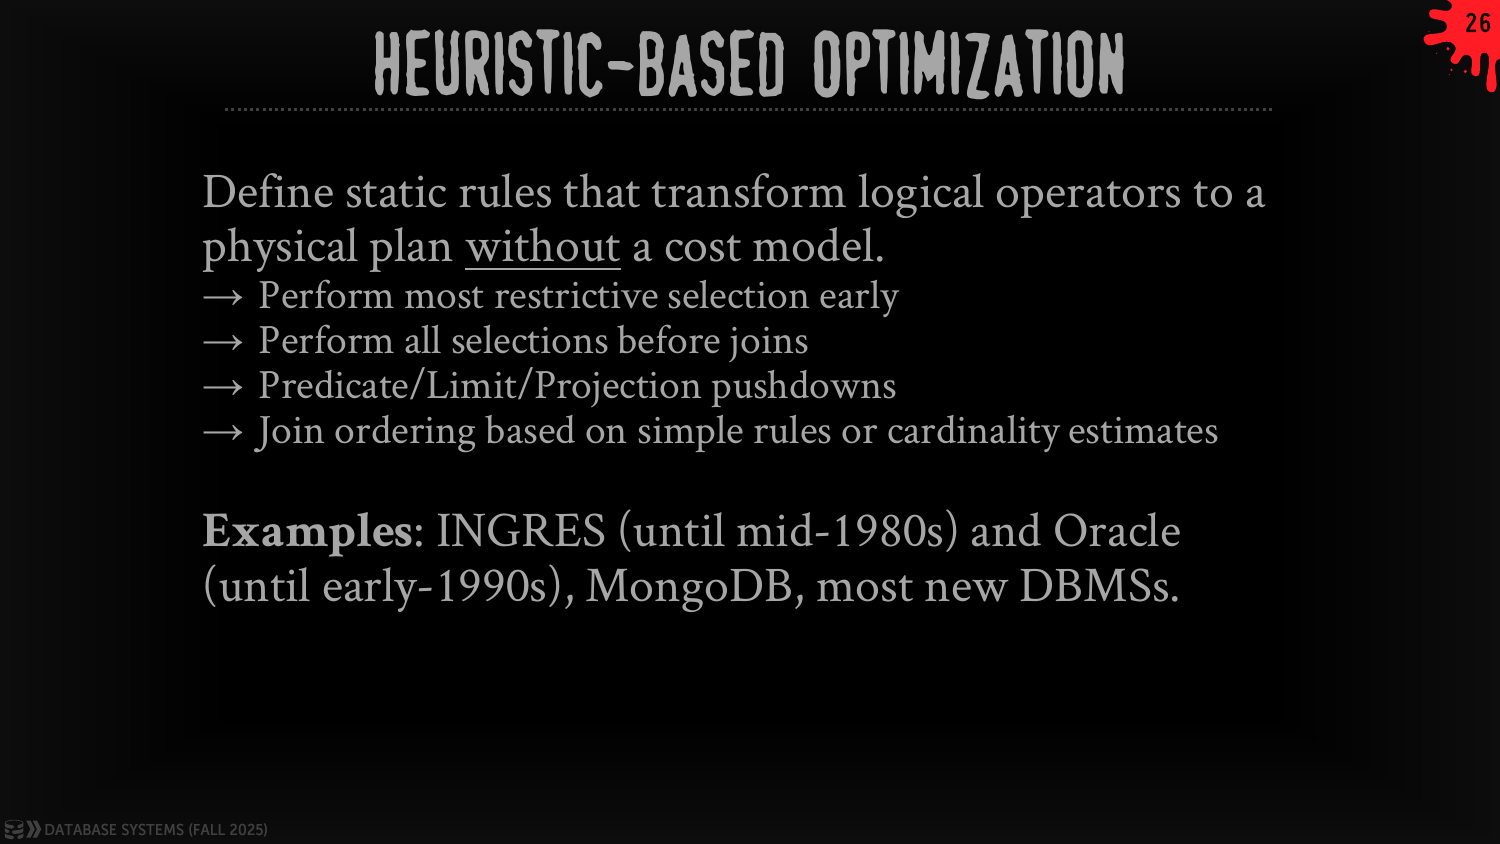 26
HEURISTIC-BASED OPTIMIZATION
Define static rules that transform logical operators to a
physical plan without a cost model.
→ Perform most restrictive selection early
→ Perform all selections before joins
→ Predicate/Limit/Projection pushdowns
→ Join ordering based on simple rules or cardinality estimates
Examples: INGRES (until mid-1980s) and Oracle
(until early-1990s), MongoDB, most new DBMSs.
DATABASE SYSTEMS (FALL 2025)